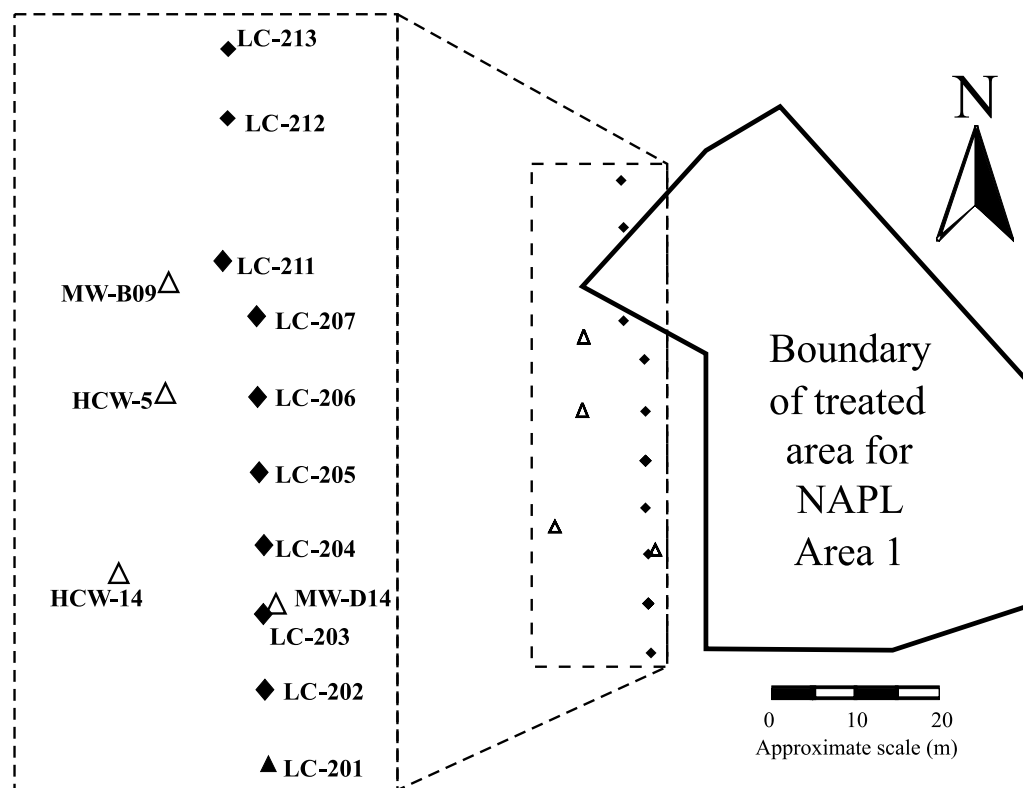 LC-213
LC-212
N
LC-211
MW-B09
LC-207
HCW-5
LC-206
LC-205
LC-204
HCW-14
MW-D14
LC-203
LC-202
LC-201
Boundary
of treated
area for
NAPL
Area 1
0 10 20
Approximate scale (m)